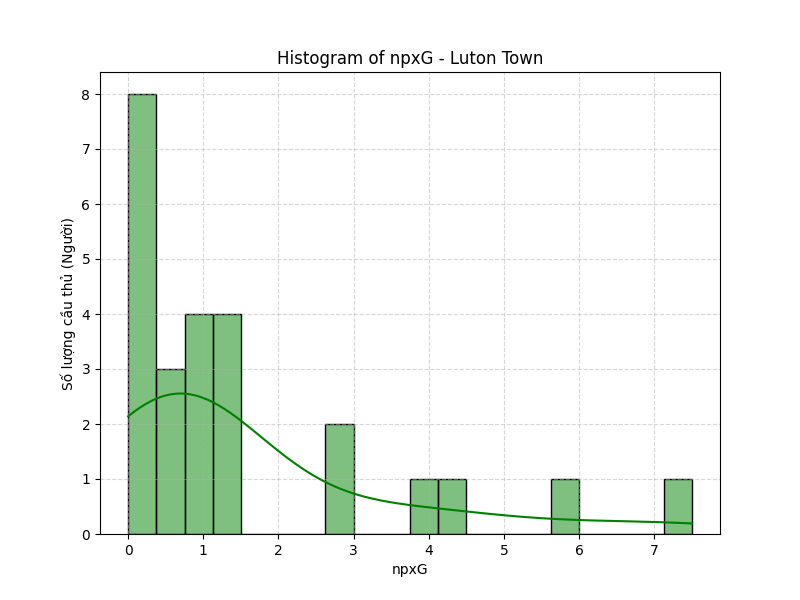 Histogram of npxG - Luton Town
8
7
6
5
4
3
2
1
0
Số lượng cầu thủ (Người)
0 1 2 3 4 5 6 7
npxG